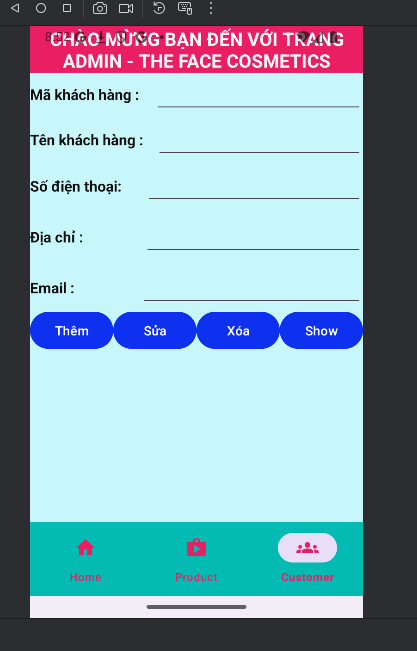 CHÀO MỪNG BẠN ĐẾN VỚI TRANG
ADMIN - THE FACE COSMETICS
Mã khách hàng :
Tên khách hàng :
Số điện thoại:
Địa chỉ :
Email :
Thêm Sửa Xóa Show
Home Product Customer